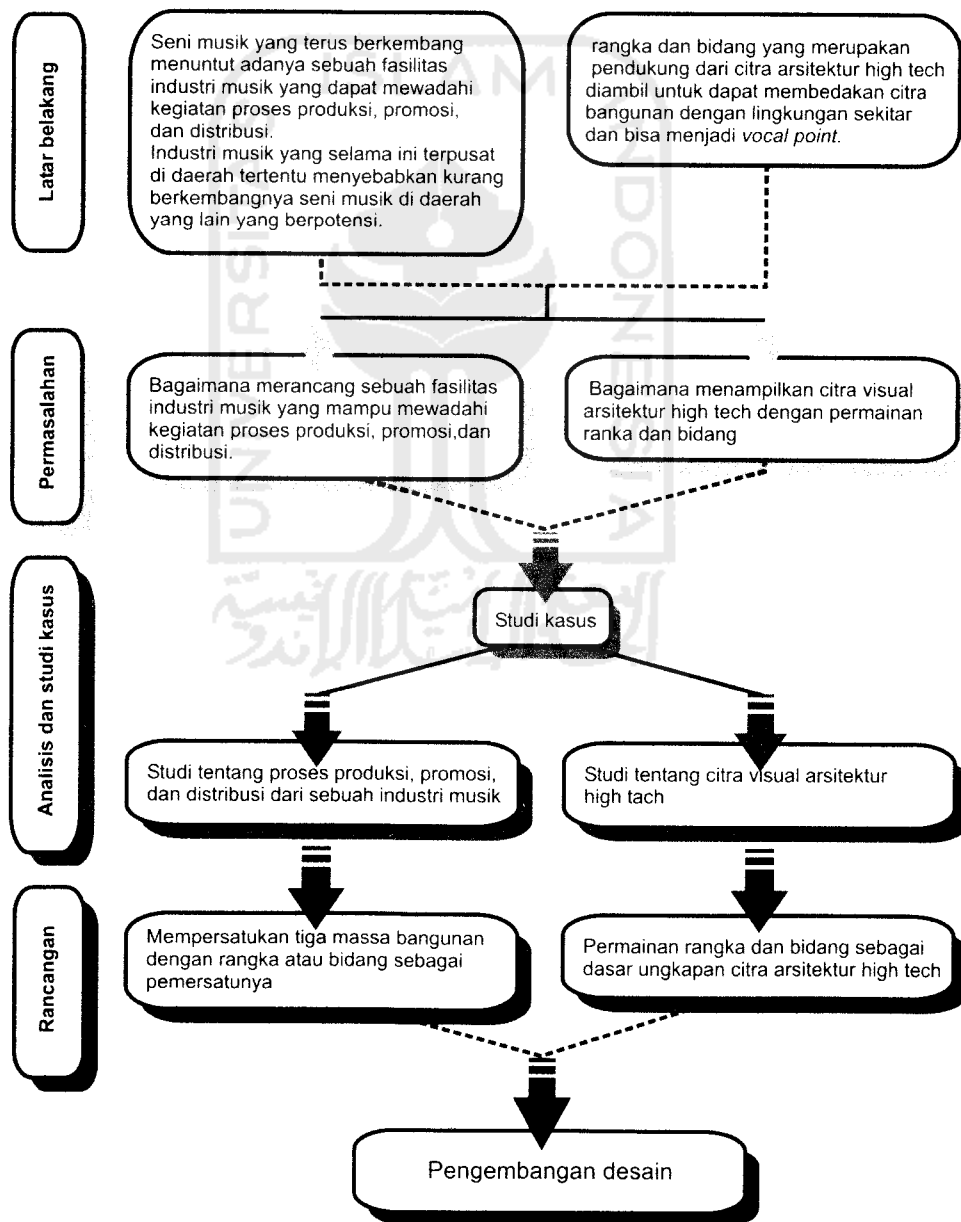 Latar belakang
Seni musik yang terus berkembang
menuntut adanya sebuah fasilitas
industri musik yang dapat mewadahi
kegiatan proses produksi, promosi,
dan distribusi.
Industri musik yang selama ini terpusat
di daerah tertentu menyebabkan kurang
berkembangnya seni musik di daerah
yang lain yang berpotensi.
rangka dan bidang yang merupakan
pendukung dari citra arsitektur high tech
diambil untuk dapat membedakan citra
bangunan dengan lingkungan sekitar
dan bisa menjadi vocal point.
Permasalahan
Bagaimana merancang sebuah fasilitas
industri musik yang mampu mewadahi
kegiatan proses produksi, promosi,dan
distribusi.
Bagaimana menampilkan citra visual
arsitektur high tech dengan permainan
ranka dan bidang
Analisis dan studi kasus
Studi kasus
Studi tentang proses produksi, promosi,
dan distribusi dari sebuah industri musik
Studi tentang citra visual arsitektur
high tach
Rancangan
Mempersatukan tiga massa bangunan
dengan rangka atau bidang sebagai
pemersatunya
Permainan rangka dan bidang sebagai
dasar ungkapan citra arsitektur high tech
Pengembangan desain
UNIVERSITAS
ISLAM
INDONESIA